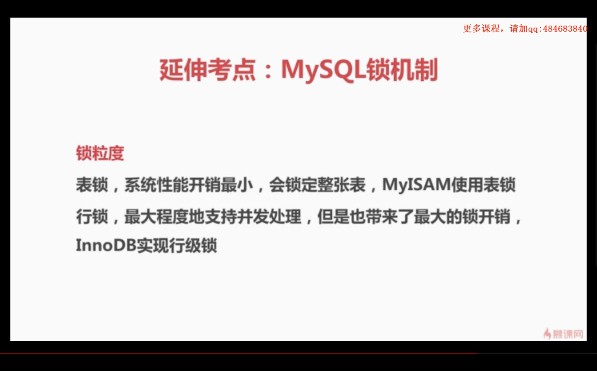 更多课程，请加qq:484683840
延伸考点：MySQL锁机制
锁粒度
表锁，系统性能开销最小，会锁定整张表，MyISAM使用表锁
行锁，最大程度地支持并发处理，但是也带来了最大的锁开销，
InnoDB实现行级锁
慕课网